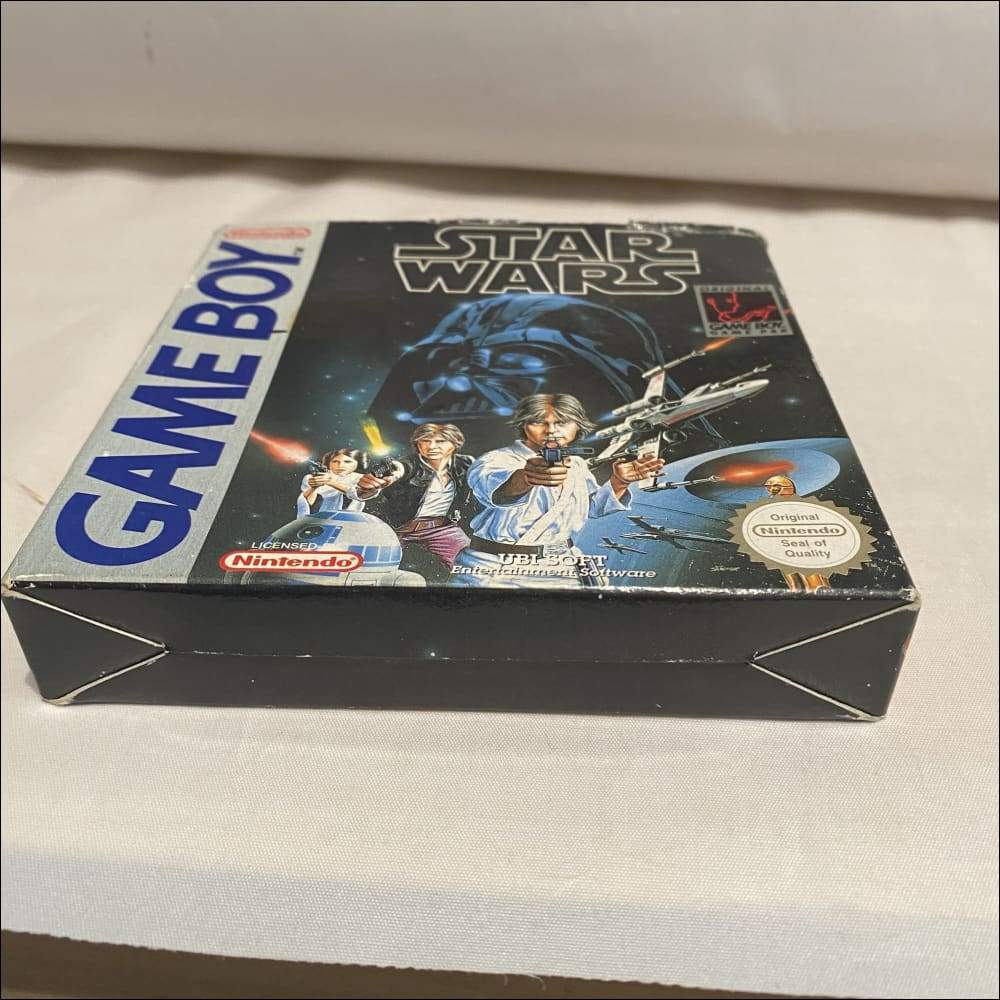 Nintendo
GAME BOY™
STAR
WARS
ORIGINAL
GAME BOY
GAME PAK
LICENSED
Nintendo
UBI SOFT
Entertainment Software
Original
Nintendo
Seal of
Quality